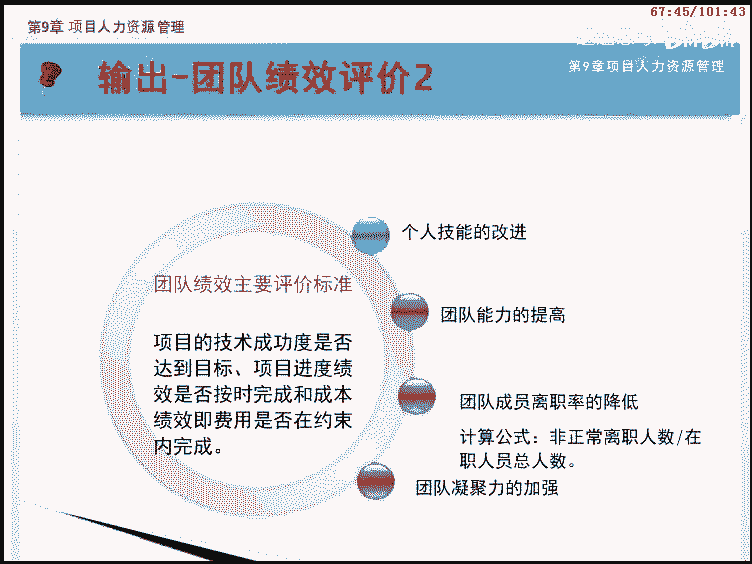 67:45/101:43
第9章 项目人力资源管理
输出-团队绩效评价2
第9章项目人力资源管理
个人技能的改进
团队绩效主要评价标准
团队能力的提高
项目的技术成功度是否
达到目标、项目进度绩
效是否按时完成和成本
绩效即费用是否在约束
内完成。
团队成员离职率的降低
计算公式：非正常离职人数/在
职人员总人数。
团队凝聚力的加强